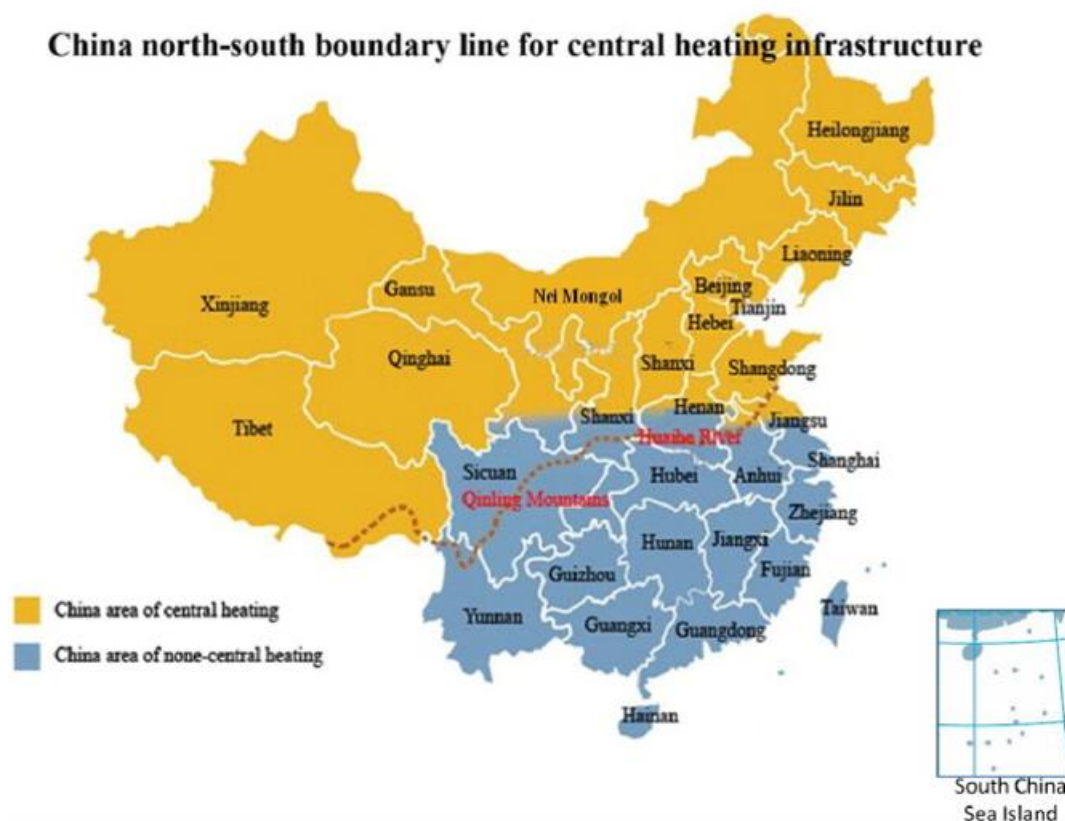 China north-south boundary line for central heating infrastructure
Heilongjiang
Jilin
Liaoning
Beijing
Tianjin
Hebei
Nei Mongol
Gansu
Xinjiang
Qinghai
Shanxi
Shangdong
Tibet
Shanxi
Henan
Jiangsu
Huaihe River
Shanghai
Sicuan
Hubei
Anhui
Qinling Mountains
Zhejiang
Hunan
Jiangxi
Fujian
Guizhou
Taiwan
Yunnan
Guangxi
Guangdong
Hainan
China area of central heating
China area of none-central heating
South China
Sea Island